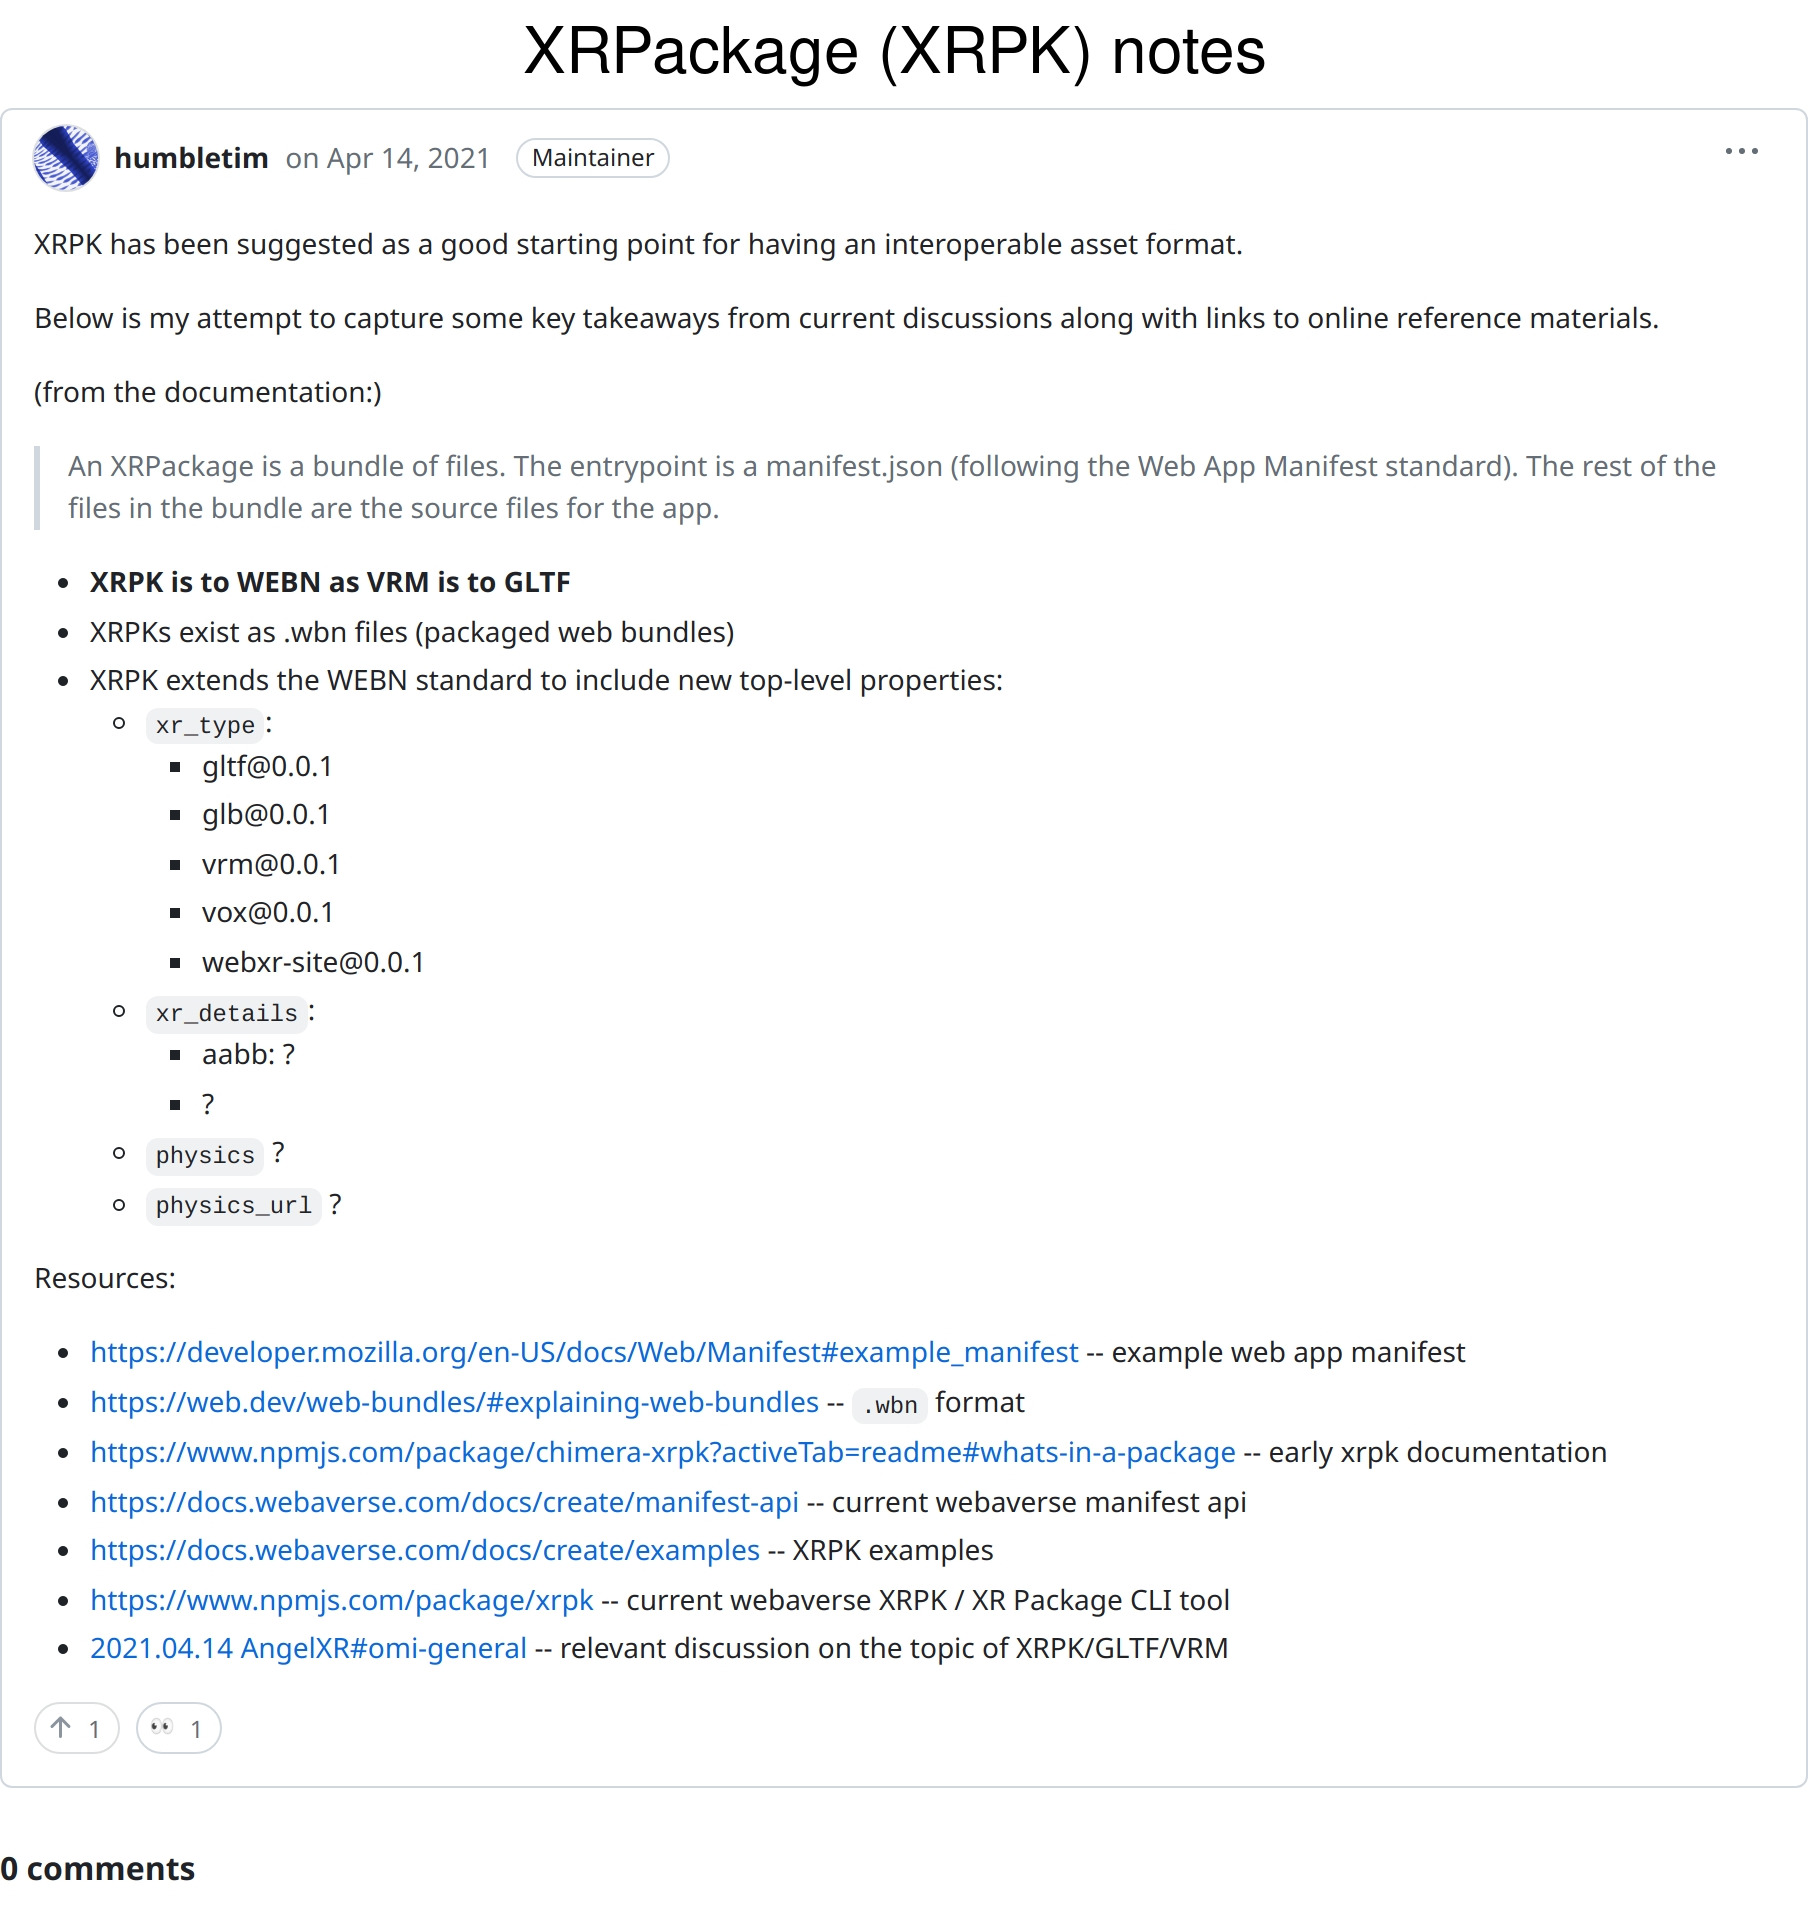 XRPackage (XRPK) notes
humbletim on Apr 14, 2021 Maintainer
XRPK has been suggested as a good starting point for having an interoperable asset format.
Below is my attempt to capture some key takeaways from current discussions along with links to online reference materials.
(from the documentation:)
An XRPackage is a bundle of files. The entrypoint is a manifest.json (following the Web App Manifest standard). The rest of the
files in the bundle are the source files for the app.
XRPK is to WEBN as VRM is to GLTF
XRPKs exist as .wbn files (packaged web bundles)
XRPK extends the WEBN standard to include new top-level properties:
xr_type:
gltf@0.0.1
glb@0.0.1
vrm@0.0.1
vox@0.0.1
webxr-site@0.0.1
xr_details:
aabb: ?
?
physics ?
physics_url ?
Resources:
https://developer.mozilla.org/en-US/docs/Web/Manifest#example_manifest -- example web app manifest
https://web.dev/web-bundles/#explaining-web-bundles -- .wbn format
https://www.npmjs.com/package/chimera-xrpk?activeTab=readme#whats-in-a-package -- early xrpk documentation
https://docs.webaverse.com/docs/create/manifest-api -- current webaverse manifest api
https://docs.webaverse.com/docs/create/examples -- XRPK examples
https://www.npmjs.com/package/xrpk -- current webaverse XRPK / XR Package CLI tool
2021.04.14 AngelXR#omi-general -- relevant discussion on the topic of XRPK/GLTF/VRM
↑ 1 👀 1
0 comments